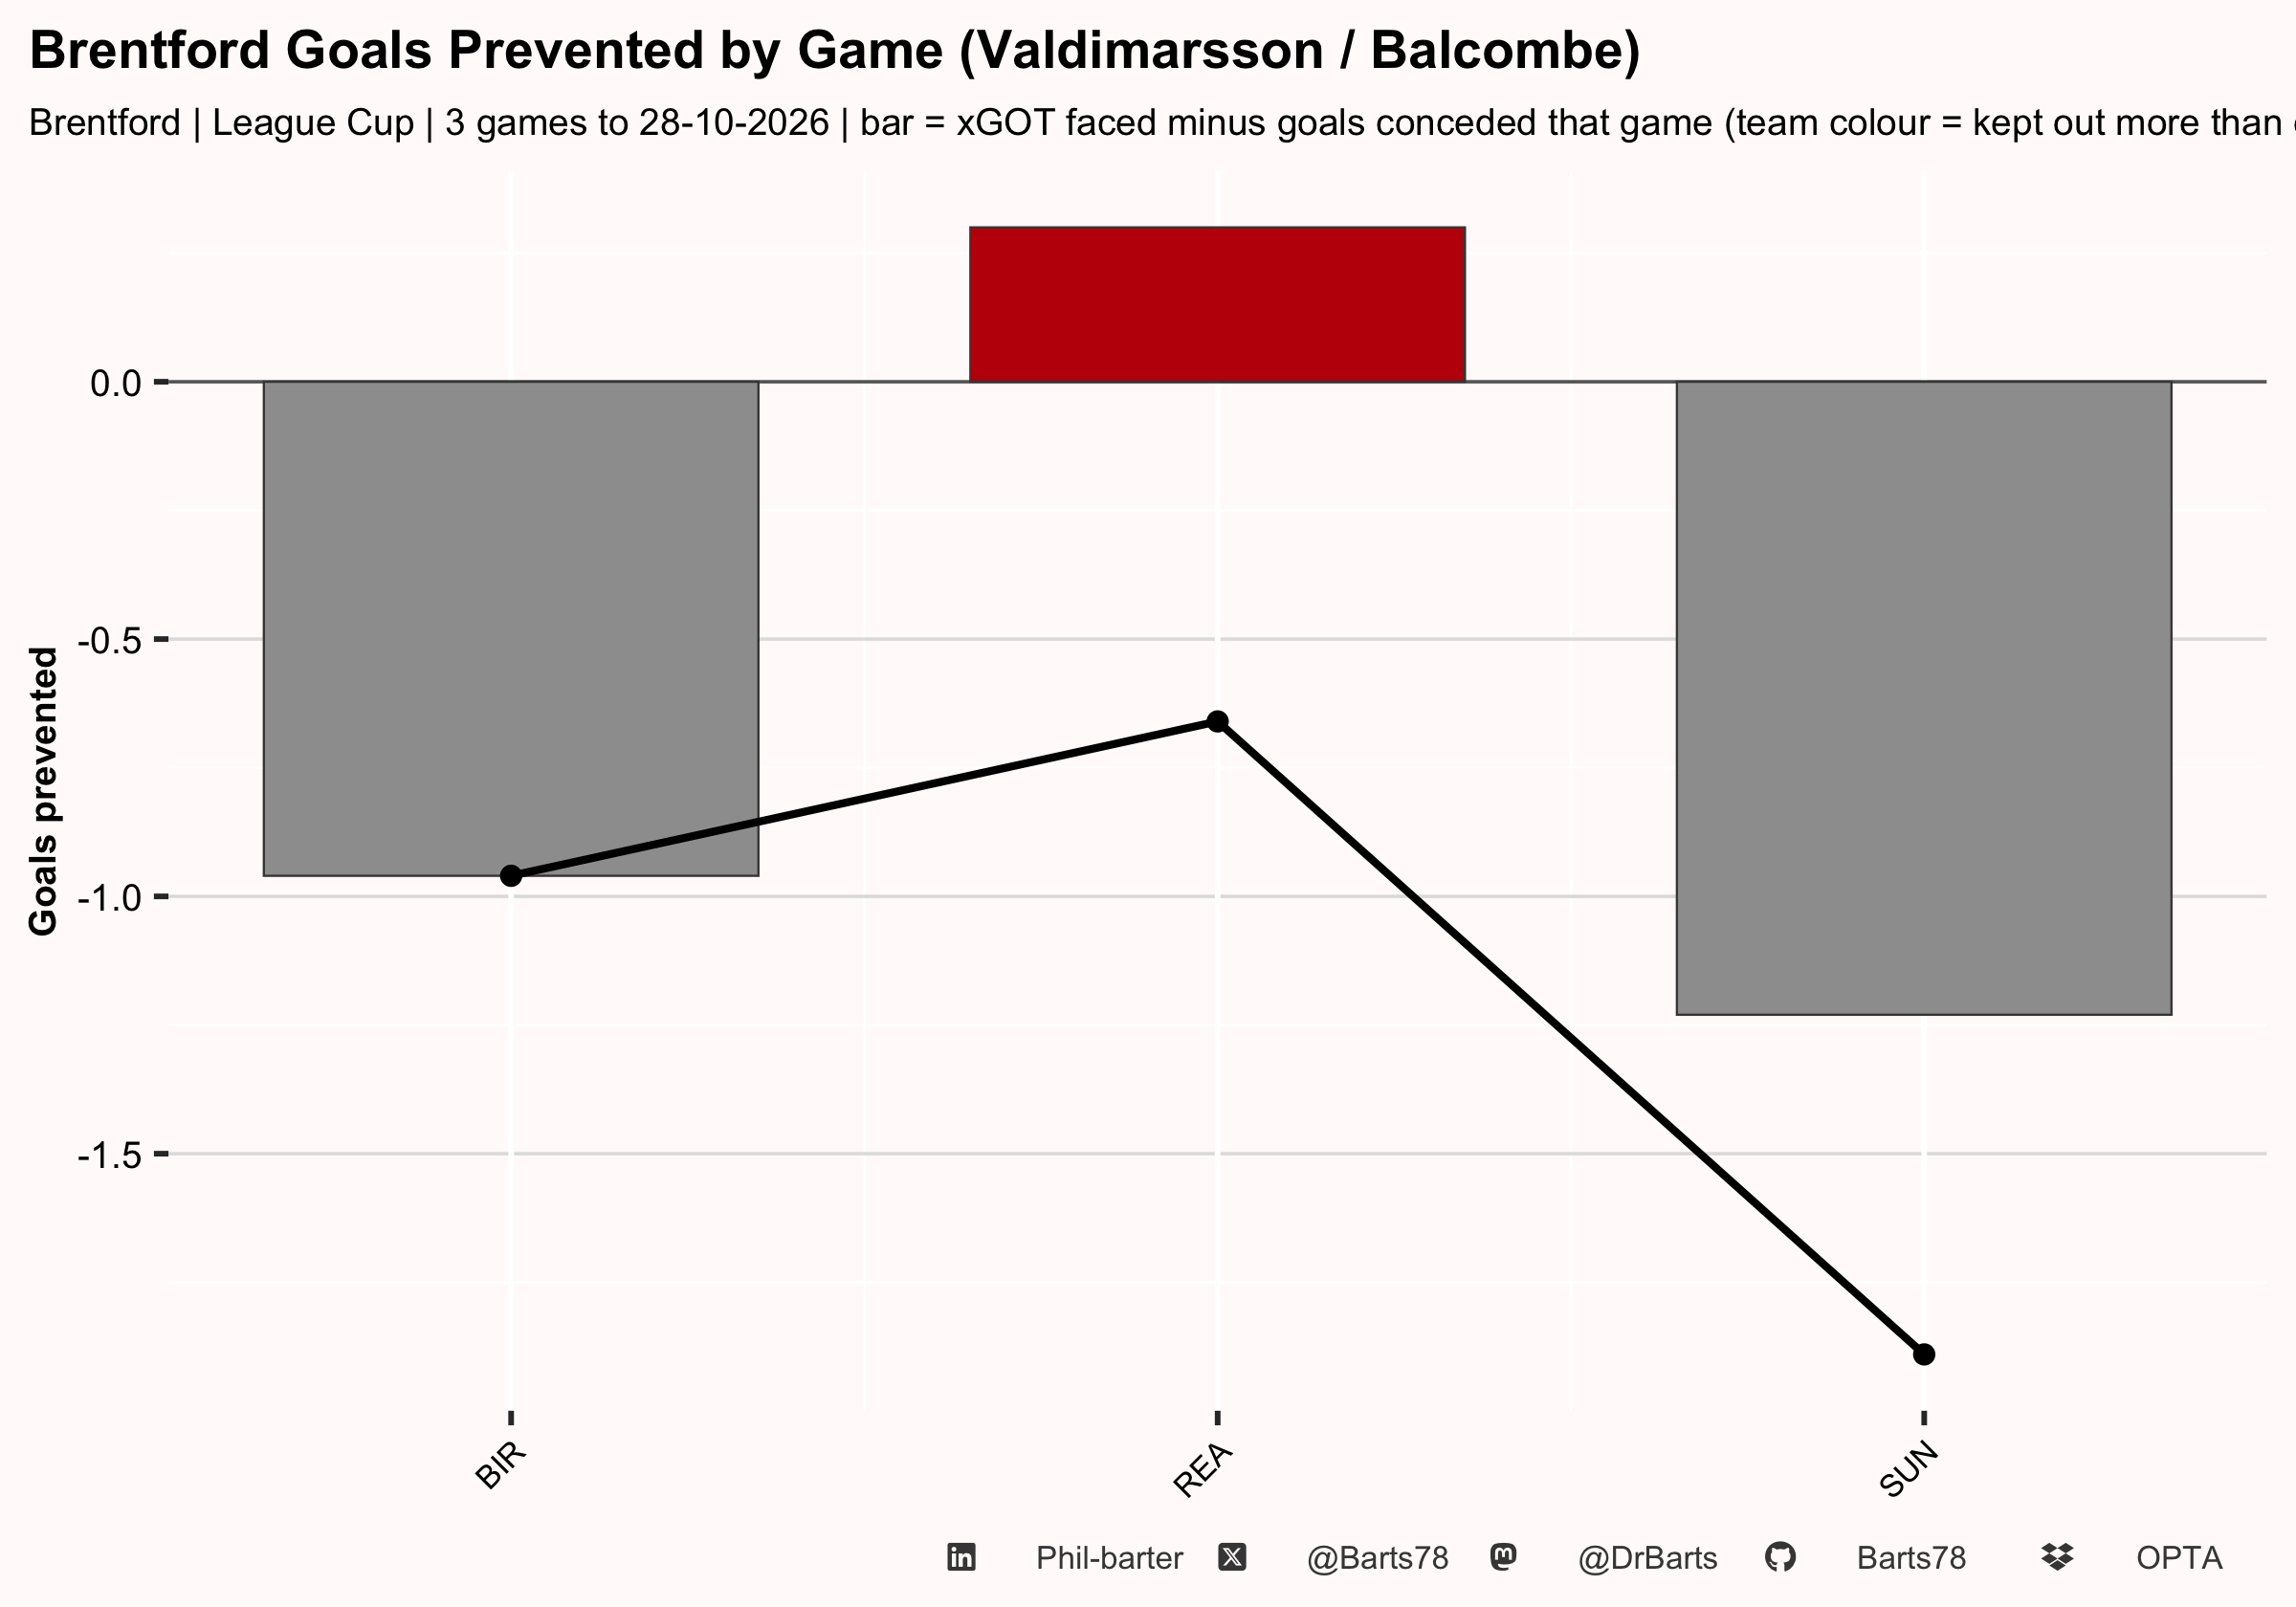 Brentford Goals Prevented by Game (Valdimarsson / Balcombe)
Brentford | League Cup | 3 games to 28-10-2026 | bar = xGOT faced minus goals conceded that game (team colour = kept out more than
Goals prevented
0.0
-0.5
-1.0
-1.5
BIR
REA
SUN
Phil-barter @Barts78 @DrBarts Barts78 OPTA